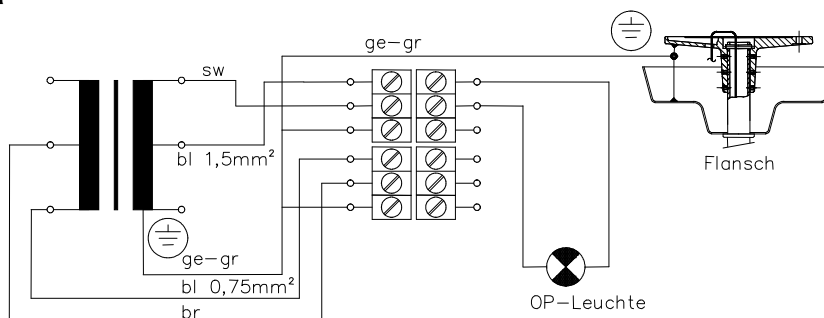 ge-gr
sw
bl 1,5mm²
Flansch
ge-gr
bl 0,75mm²
br
OP-Leuchte